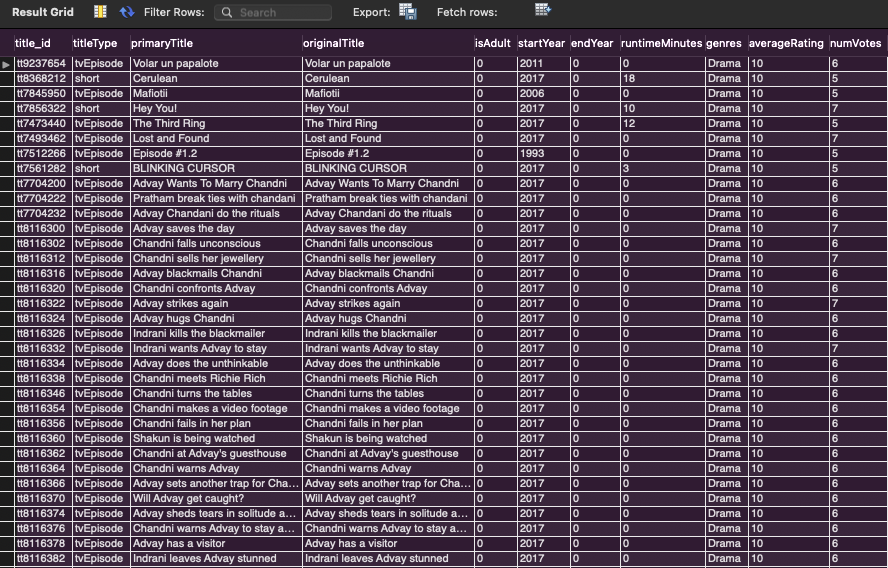 Result Grid Filter Rows: Search Export: Fetch rows:
title_id titleType primaryTitle originalTitle isAdult startYear endYear runtimeMinutes genres averageRating numVotes
tt9237654 tvEpisode Volar un papalote Volar un papalote 0 2011 0 0 Drama 10 6
tt8368212 short Cerulean Cerulean 0 2017 0 18 Drama 10 5
tt7845950 tvEpisode Mafiotii Mafiotii 0 2006 0 0 Drama 10 5
tt7856322 short Hey You! Hey You! 0 2017 0 10 Drama 10 7
tt7473440 tvEpisode The Third Ring The Third Ring 0 2017 0 12 Drama 10 5
tt7493462 tvEpisode Lost and Found Lost and Found 0 2017 0 0 Drama 10 7
tt7512266 tvEpisode Episode #1.2 Episode #1.2 0 1993 0 0 Drama 10 5
tt7561282 short BLINKING CURSOR BLINKING CURSOR 0 2017 0 3 Drama 10 5
tt7704200 tvEpisode Advay Wants To Marry Chandni Advay Wants To Marry Chandni 0 2017 0 0 Drama 10 6
tt7704222 tvEpisode Pratham break ties with chandani Pratham break ties with chandani 0 2017 0 0 Drama 10 6
tt7704232 tvEpisode Advay Chandani do the rituals Advay Chandani do the rituals 0 2017 0 0 Drama 10 6
tt8116300 tvEpisode Advay saves the day Advay saves the day 0 2017 0 0 Drama 10 7
tt8116302 tvEpisode Chandni falls unconscious Chandni falls unconscious 0 2017 0 0 Drama 10 6
tt8116312 tvEpisode Chandni sells her jewellery Chandni sells her jewellery 0 2017 0 0 Drama 10 7
tt8116316 tvEpisode Advay blackmails Chandni Advay blackmails Chandni 0 2017 0 0 Drama 10 6
tt8116320 tvEpisode Chandni confronts Advay Chandni confronts Advay 0 2017 0 0 Drama 10 6
tt8116322 tvEpisode Advay strikes again Advay strikes again 0 2017 0 0 Drama 10 7
tt8116324 tvEpisode Advay hugs Chandni Advay hugs Chandni 0 2017 0 0 Drama 10 6
tt8116326 tvEpisode Indrani kills the blackmailer Indrani kills the blackmailer 0 2017 0 0 Drama 10 6
tt8116332 tvEpisode Indrani wants Advay to stay Indrani wants Advay to stay 0 2017 0 0 Drama 10 7
tt8116334 tvEpisode Advay does the unthinkable Advay does the unthinkable 0 2017 0 0 Drama 10 6
tt8116338 tvEpisode Chandni meets Richie Rich Chandni meets Richie Rich 0 2017 0 0 Drama 10 6
tt8116346 tvEpisode Chandni turns the tables Chandni turns the tables 0 2017 0 0 Drama 10 6
tt8116354 tvEpisode Chandni makes a video footage Chandni makes a video footage 0 2017 0 0 Drama 10 6
tt8116356 tvEpisode Chandni fails in her plan Chandni fails in her plan 0 2017 0 0 Drama 10 6
tt8116360 tvEpisode Shakun is being watched Shakun is being watched 0 2017 0 0 Drama 10 6
tt8116362 tvEpisode Chandni at Advay's guesthouse Chandni at Advay's guesthouse 0 2017 0 0 Drama 10 6
tt8116364 tvEpisode Chandni warns Advay Chandni warns Advay 0 2017 0 0 Drama 10 6
tt8116366 tvEpisode Advay sets another trap for Cha... Advay sets another trap for Cha... 0 2017 0 0 Drama 10 6
tt8116370 tvEpisode Will Advay get caught? Will Advay get caught? 0 2017 0 0 Drama 10 6
tt8116374 tvEpisode Advay sheds tears in solitude a... Advay sheds tears in solitude a... 0 2017 0 0 Drama 10 6
tt8116376 tvEpisode Chandni warns Advay to stay a... Chandni warns Advay to stay a... 0 2017 0 0 Drama 10 6
tt8116378 tvEpisode Advay has a visitor Advay has a visitor 0 2017 0 0 Drama 10 6
tt8116382 tvEpisode Indrani leaves Advay stunned Indrani leaves Advay stunned 0 2017 0 0 Drama 10 6